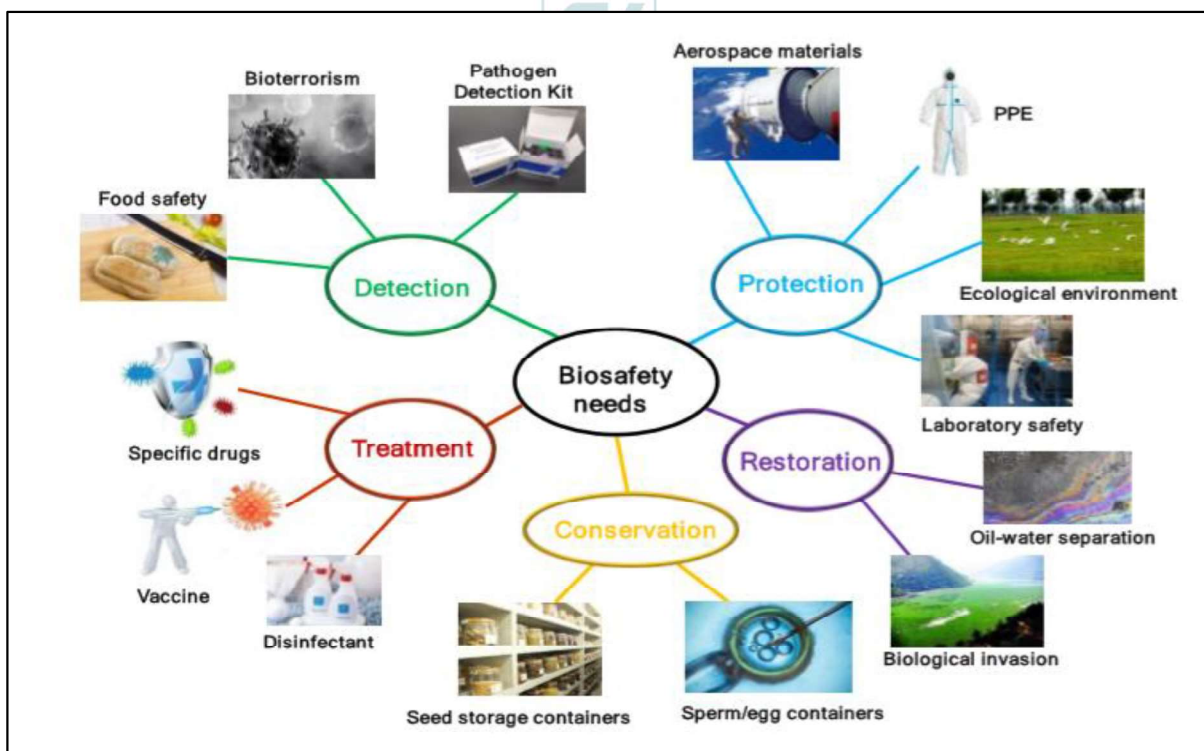 Aerospace materials
Bioterrorism
Pathogen
Detection Kit
PPE
Food safety
Detection
Protection
Ecological environment
Biosafety
needs
Specific drugs
Treatment
Restoration
Laboratory safety
Conservation
Oil-water separation
Vaccine
Disinfectant
Biological invasion
Seed storage containers
Sperm/egg containers